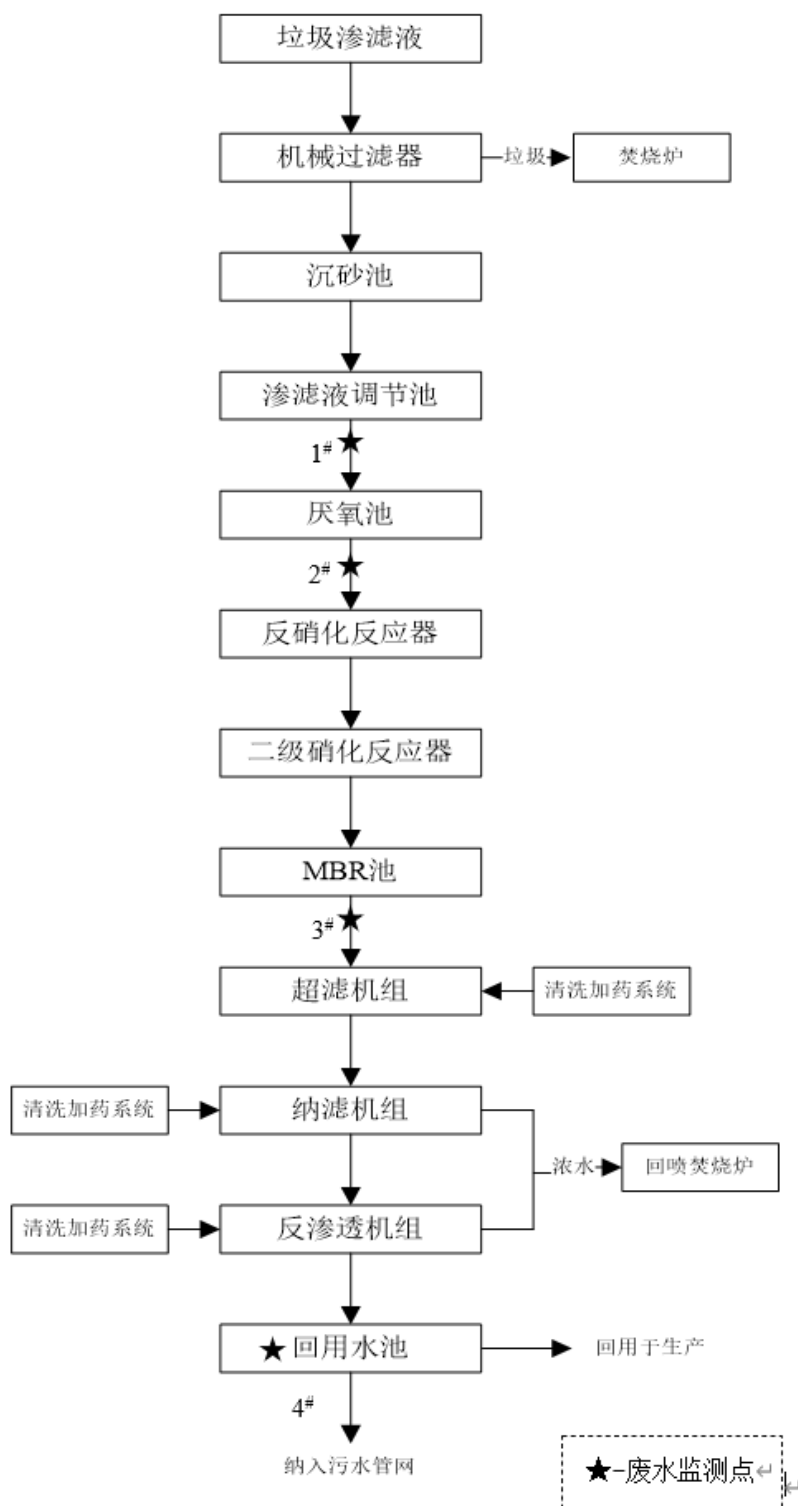 垃圾渗滤液
机械过滤器
垃圾
焚烧炉
沉砂池
渗滤液调节池
1#★
厌氧池
2#★
反硝化反应器
二级硝化反应器
MBR池
3#★
超滤机组
清洗加药系统
清洗加药系统
纳滤机组
浓水
回喷焚烧炉
清洗加药系统
反渗透机组
★回用水池
回用于生产
4#
纳入污水管网
★-废水监测点↵